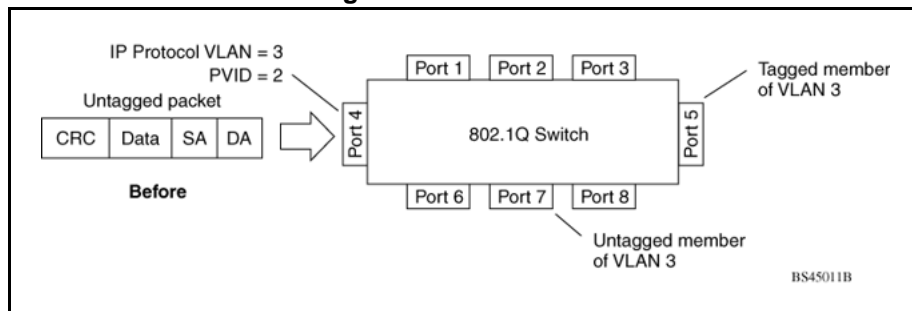 IP Protocol VLAN = 3
PVID = 2
Untagged packet
CRC Data SA DA
Before
Port 1 Port 2 Port 3
Port 4
802.1Q Switch
Port 5
Tagged member
of VLAN 3
Port 6 Port 7 Port 8
Untagged member
of VLAN 3
BS45011B